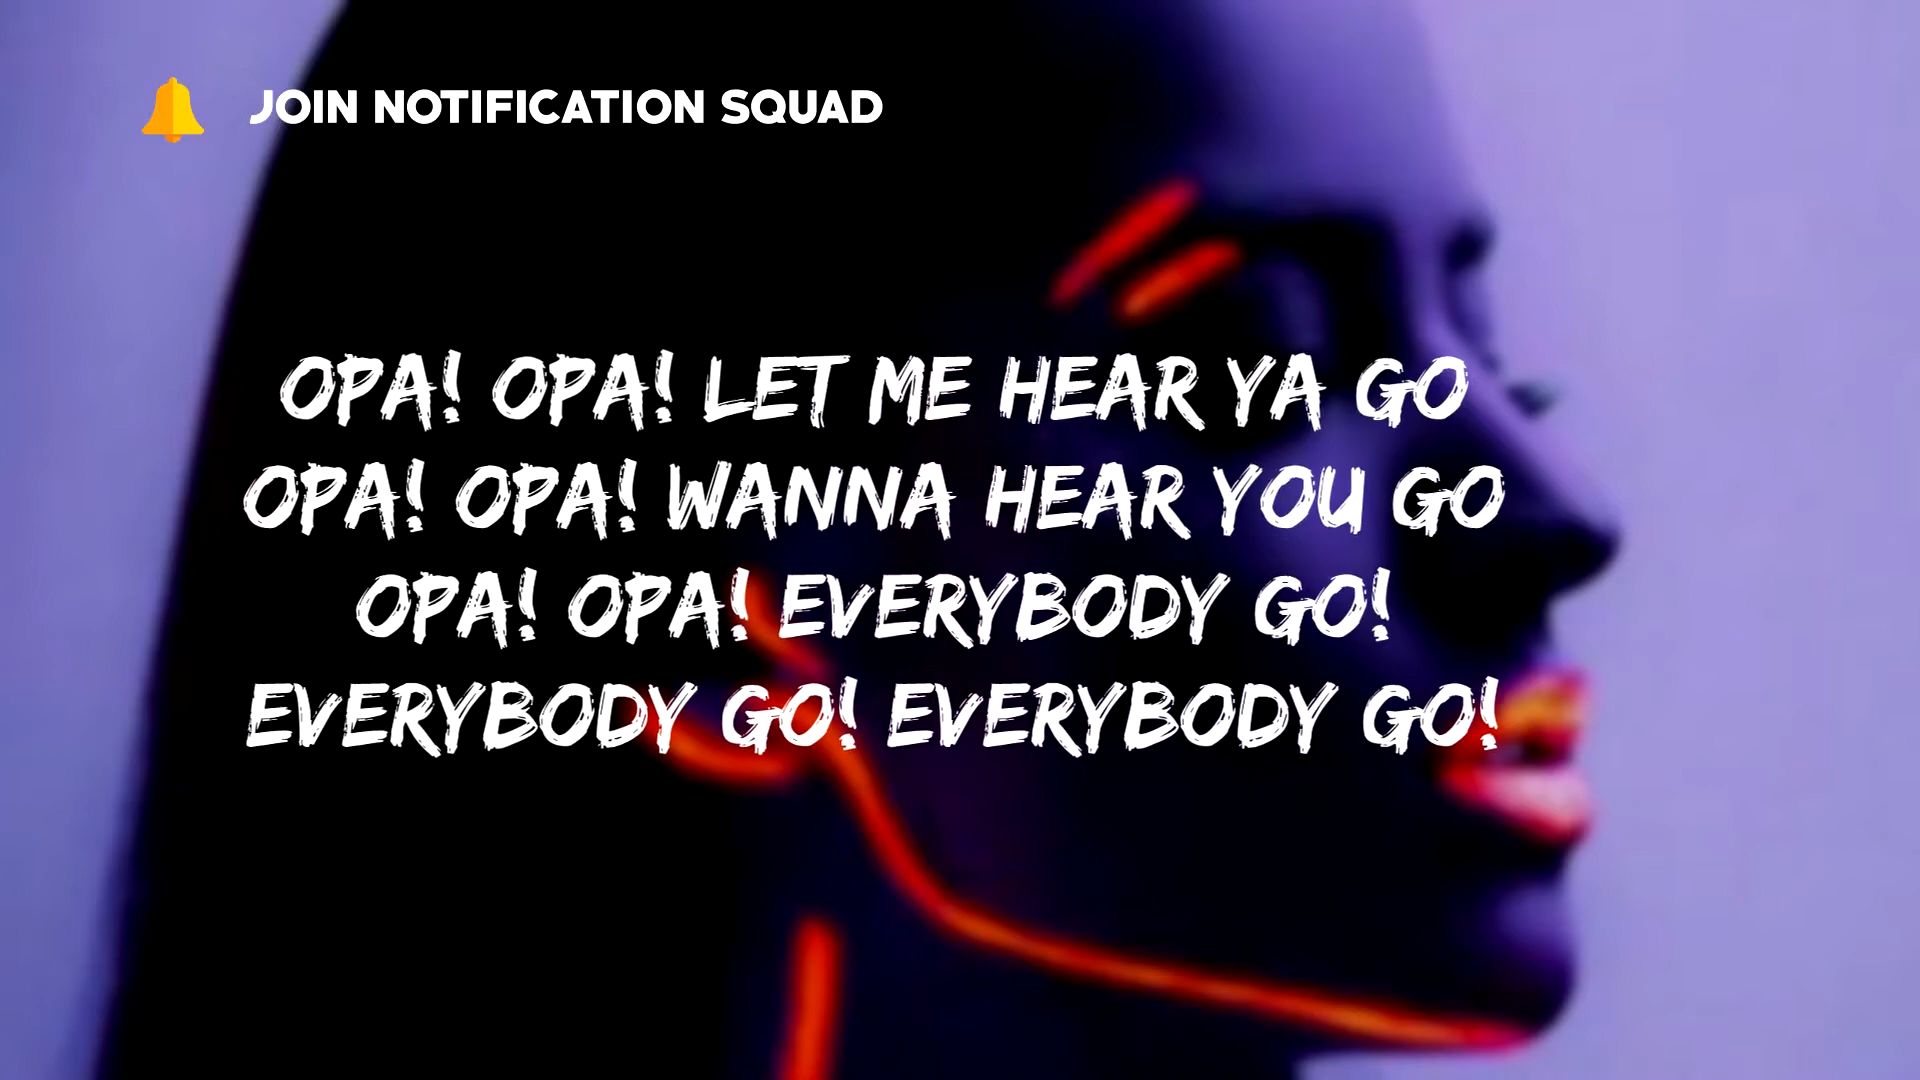 JOIN NOTIFICATION SQUAD
OPA! OPA! LET ME HEAR YA GO
OPA! OPA! WANNA HEAR YOU GO
OPA! OPA! EVERYBODY GO!
EVERYBODY GO! EVERYBODY GO!